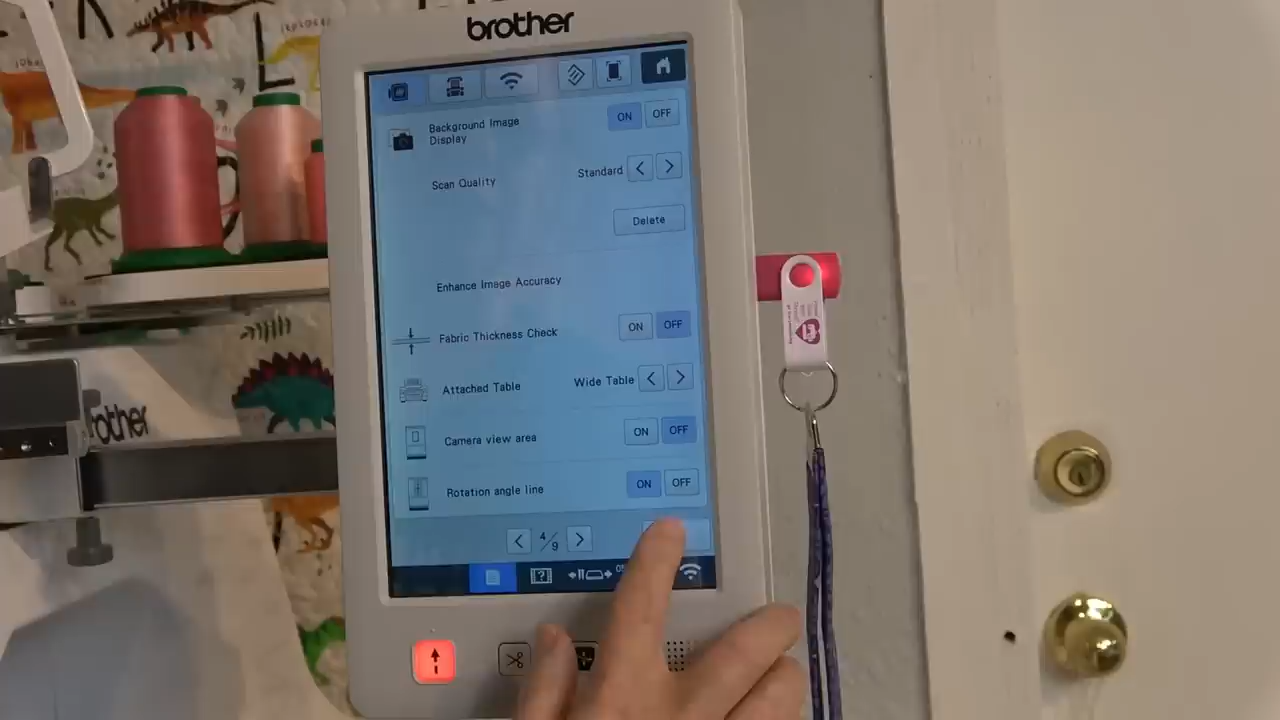 brother
Background Image
Display
ON OFF
Scan Quality
Standard
Delete
Enhance Image Accuracy
Fabric Thickness Check
ON OFF
Attached Table
Wide Table
Camera view area
ON OFF
Rotation angle line
ON OFF
4/9
brother
L